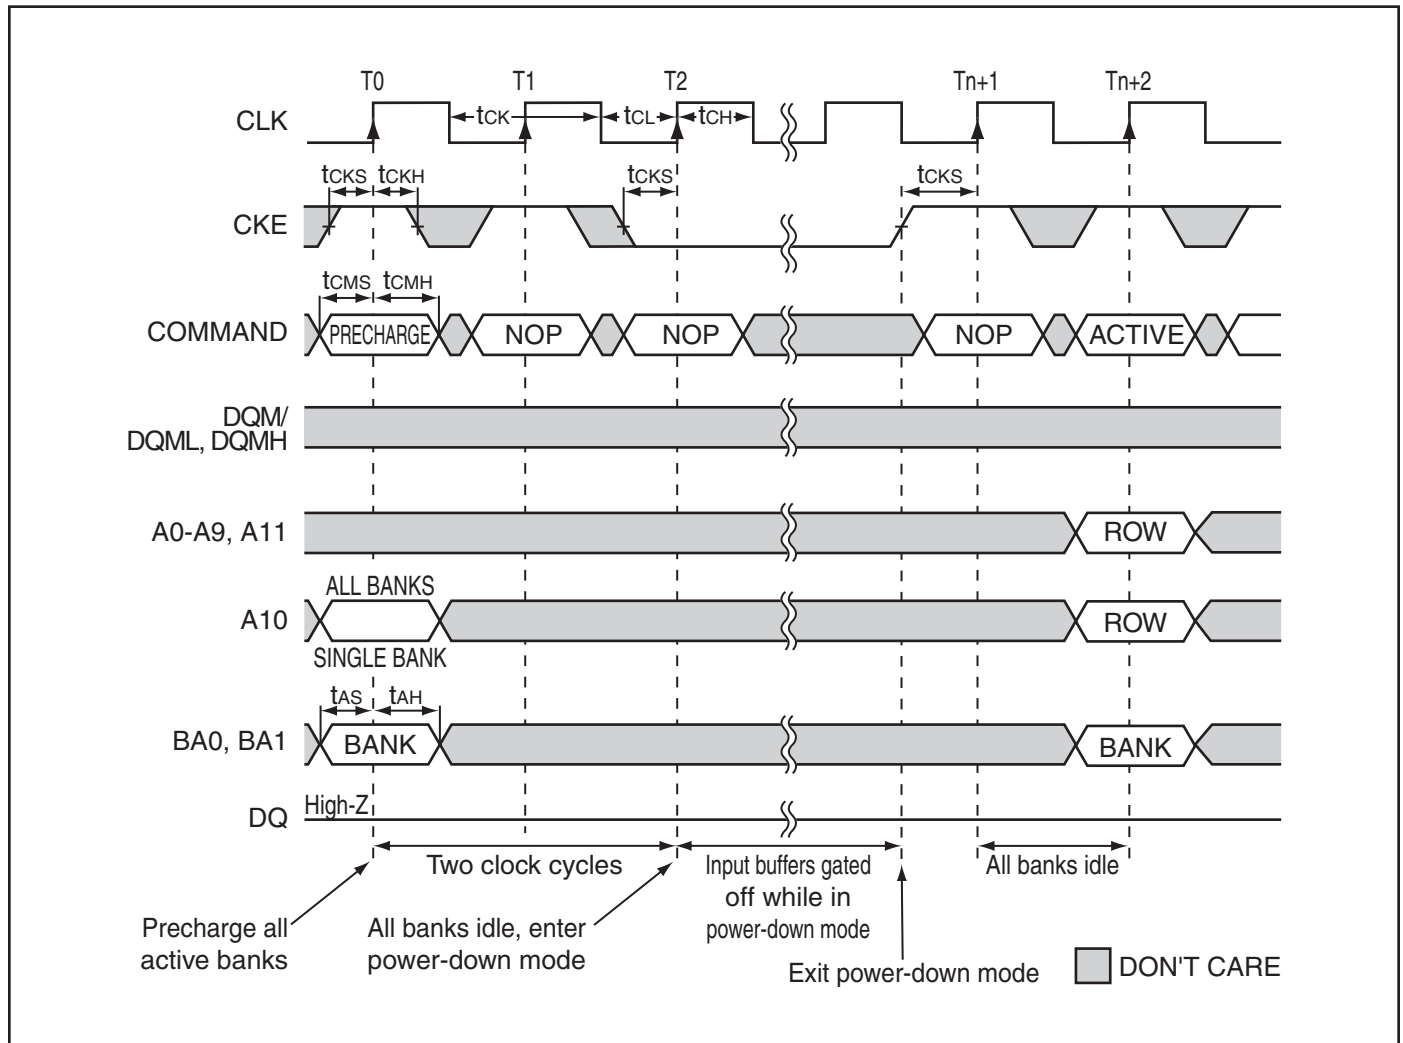 T0 T1 T2 Tn+1 Tn+2
CLK tCK tCL tCH
tCKS tCKH tCKS tCKS
CKE
tCMS tCMH
COMMAND PRECHARGE NOP NOP NOP ACTIVE
DQM/
DQML, DQMH
A0-A9, A11 ROW
ALL BANKS
A10 ROW
SINGLE BANK
tAS tAH
BA0, BA1 BANK BANK
DQ High-Z
Two clock cycles
Input buffers gated
off while in
power-down mode
All banks idle
Precharge all
active banks
All banks idle, enter
power-down mode
Exit power-down mode
DON'T CARE